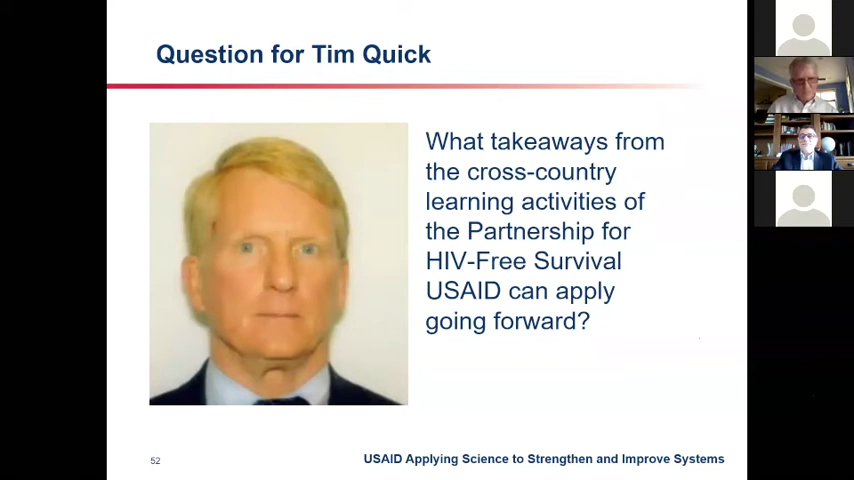 Question for Tim Quick
What takeaways from
the cross-country
learning activities of
the Partnership for
HIV-Free Survival
USAID can apply
going forward?
52
USAID Applying Science to Strengthen and Improve Systems